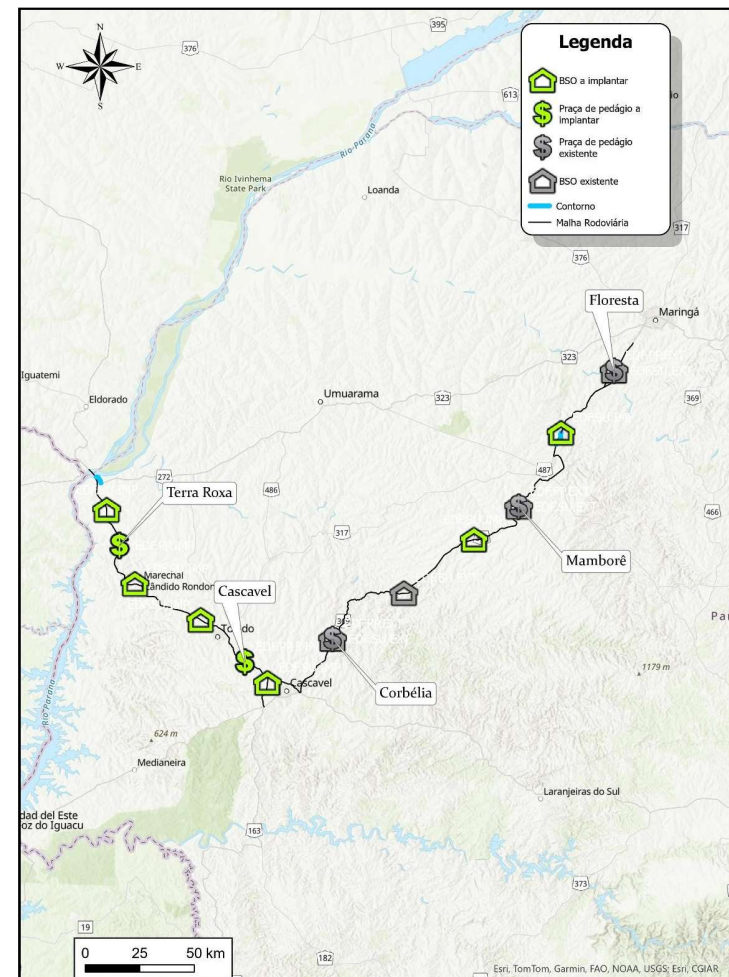 N
W
E
S
376
395
613
Legenda
BSO a implantar
Praça de pedágio a
implantar
Praça de pedágio
existente
BSO existente
Contorno
Malha Rodoviária
Rio Paraná
Rio Ivinhema
State Park
Loanda
317
376
Floresta
Maringá
323
Iguatemi
Eldorado
Umuarama
323
369
487
272
486
466
Terra Roxa
317
Mamborê
Cândido Rondon
Cascavel
369
Cascavel
Corbélia
1179 m
Rio Paraná
624 m
Medianeira
Laranjeiras do Sul
dad del Este
oz do Iguacu
163
373
19
182
0 25 50 km
Esri, TomTom, Garmin, FAO, NOAA, USGS; Esri, CGIAR